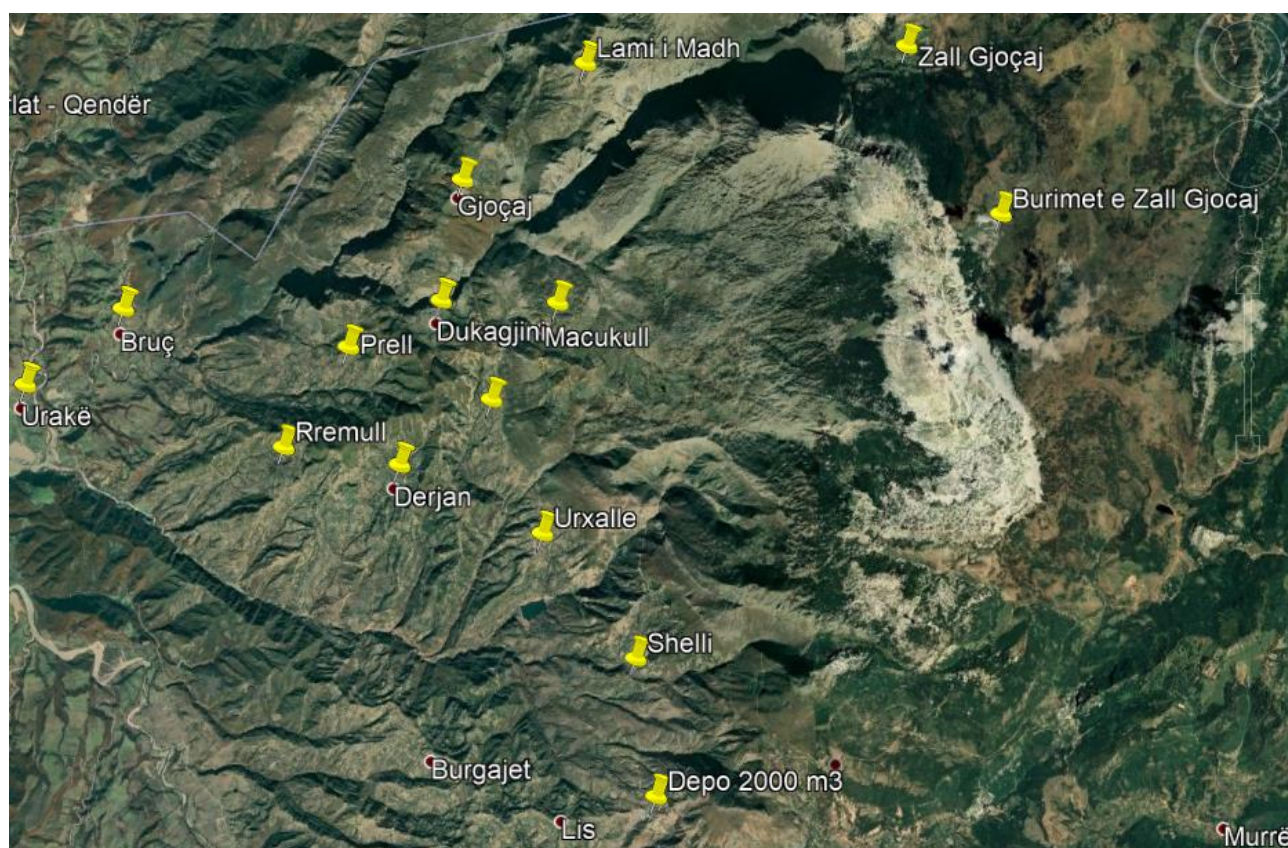 Lami i Madh
Zall Gjoçaj
rlat - Qendër
Gjoçaj
Burimet e Zall Gjocaj
Dukagjini
Macukull
Bruç
Prell
Urakë
Rremull
Derjan
Urxalle
Shelli
Burgajet
Depo 2000 m3
Lis
Murrë